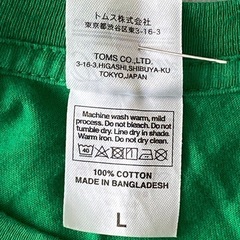 トムス株式会社
東京都渋谷区東3-16-3
TOMS CO.,LTD.
3-16-3,HIGASHI,SHIBUYA-KU
TOKYO,JAPAN
Machine wash warm, mild
process. Do not bleach. Do not
tumble dry. Line dry in shade.
Warm iron. Do not dry clean.
40
100% COTTON
MADE IN BANGLADESH
L